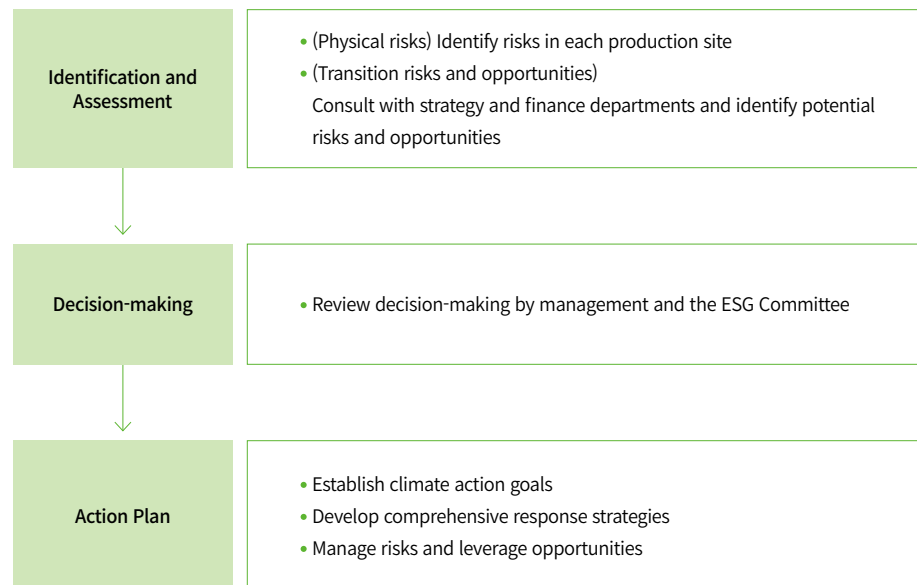 Identification and
Assessment
• (Physical risks) Identify risks in each production site
• (Transition risks and opportunities)
Consult with strategy and finance departments and identify potential
risks and opportunities
Decision-making
• Review decision-making by management and the ESG Committee
Action Plan
• Establish climate action goals
• Develop comprehensive response strategies
• Manage risks and leverage opportunities